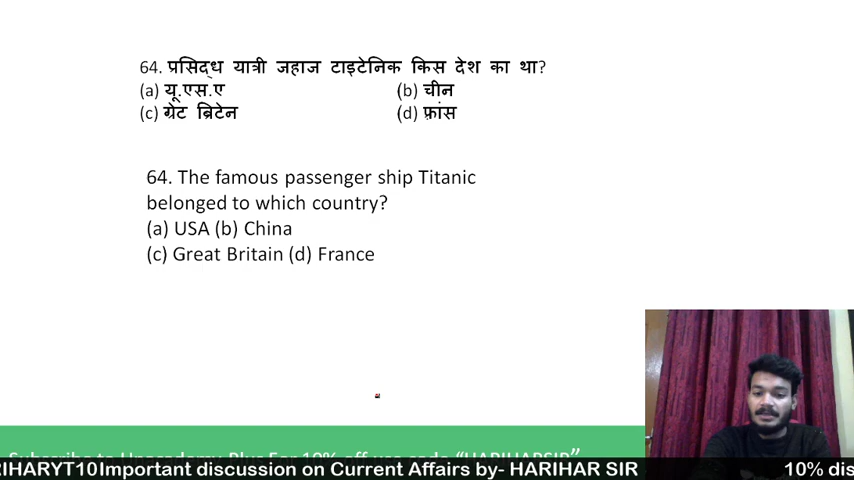 64. प्रसिद्ध यात्री जहाज टाइटेनिक किस देश का था?
(a) यू.एस.ए (b) चीन
(c) ग्रेट ब्रिटेन (d) फ़्रांस
64. The famous passenger ship Titanic
belonged to which country?
(a) USA (b) China
(c) Great Britain (d) France
RIHARYT10Important discussion on Current Affairs by- HARIHAR SIR 10% dis